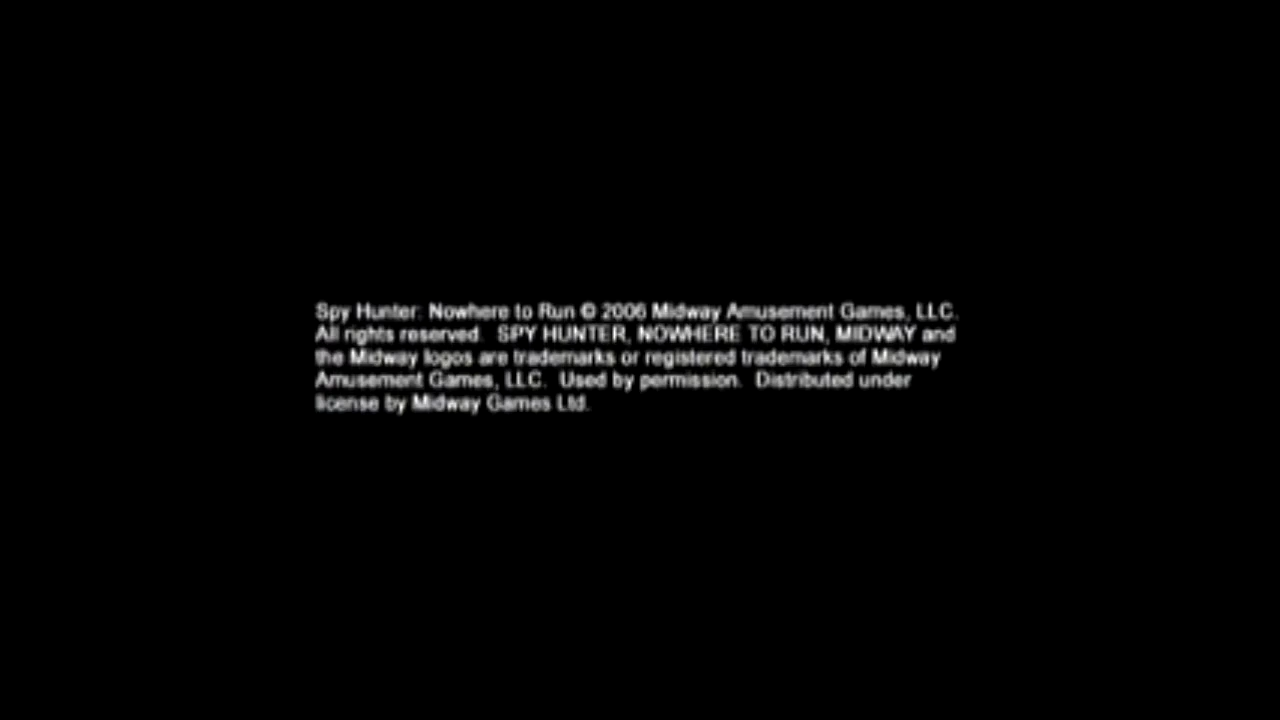 Spy Hunter: Nowhere to Run © 2006 Midway Amusement Games, LLC.
All rights reserved.  SPY HUNTER, NOWHERE TO RUN, MIDWAY and
the Midway logos are trademarks or registered trademarks of Midway
Amusement Games, LLC.  Used by permission.  Distributed under
license by Midway Games Ltd.